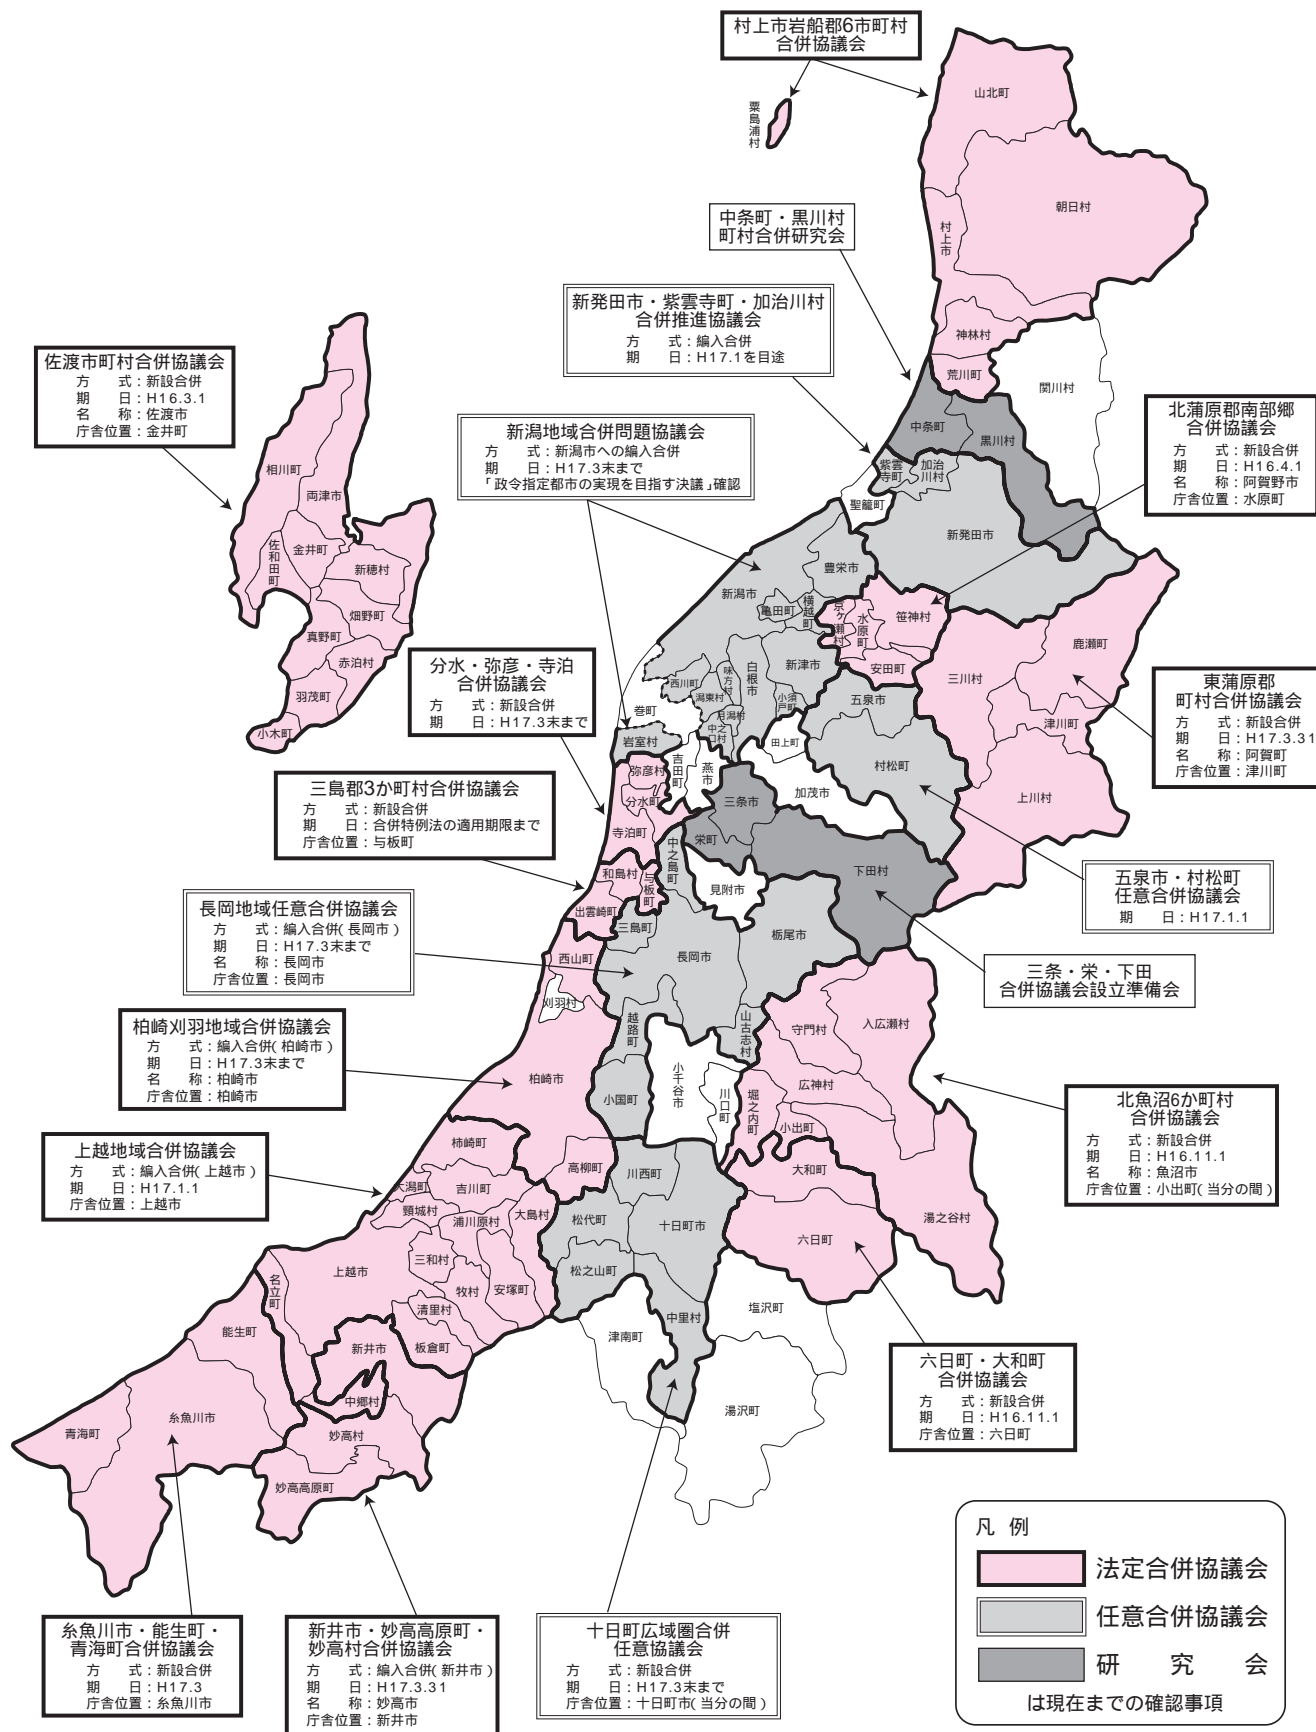 村上市岩船郡6市町村
合併協議会
山北町
粟島浦村
朝日村
村上市
中条町・黒川村
町村合併研究会
新発田市・紫雲寺町・加治川村
合併推進協議会
方　式：編入合併
期　日：H17.1を目途
神林村
荒川町
関川村
佐渡市町村合併協議会
方　式：新設合併
期　日：H16.3.1
名　称：佐渡市
庁舎位置：金井町
新潟地域合併問題協議会
方　式：新潟市への編入合併
期　日：H17.3末まで
「政令指定都市の実現を目指す決議」確認
中条町
黒川村
北蒲原郡南部郷
合併協議会
方　式：新設合併
期　日：H16.4.1
名　称：阿賀野市
庁舎位置：水原町
紫雲寺町
加治川村
聖籠町
新発田市
相川町
両津市
金井町
佐和田町
新穂村
畑野町
真野町
赤泊村
羽茂町
小木町
豊栄市
新潟市
亀田町
横越町
京ヶ瀬村
水原町
笹神村
安田町
鹿瀬町
三川村
津川町
上川村
東蒲原郡
町村合併協議会
方　式：新設合併
期　日：H17.3.31
名　称：阿賀町
庁舎位置：津川町
分水・弥彦・寺泊
合併協議会
方　式：新設合併
期　日：H17.3末まで
西川町
味方村
白根市
新津市
潟東村
小須戸町
月潟村
中之口村
巻町
岩室村
田上町
五泉市
村松町
加茂市
吉田町
燕市
弥彦村
分水町
寺泊町
三島郡3か町村合併協議会
方　式：新設合併
期　日：合併特例法の適用期限まで
庁舎位置：与板町
三条市
栄町
下田村
中之島町
見附市
和島村
与板町
出雲崎町
五泉市・村松町
任意合併協議会
期　日：H17.1.1
長岡地域任意合併協議会
方　式：編入合併（長岡市）
期　日：H17.3末まで
名　称：長岡市
庁舎位置：長岡市
三島町
長岡市
栃尾市
西山町
刈羽村
三条・栄・下田
合併協議会設立準備会
柏崎刈羽地域合併協議会
方　式：編入合併（柏崎市）
期　日：H17.3末まで
名　称：柏崎市
庁舎位置：柏崎市
越路町
山古志村
守門村
入広瀬村
柏崎市
小国町
小千谷市
川口町
堀之内町
広神村
小出町
北魚沼6か町村
合併協議会
方　式：新設合併
期　日：H16.11.1
名　称：魚沼市
庁舎位置：小出町（当分の間）
上越地域合併協議会
方　式：編入合併（上越市）
期　日：H17.1.1
庁舎位置：上越市
柿崎町
大潟町
吉川町
高柳町
頸城村
浦川原村
大島村
川西町
松代町
十日町市
大和町
六日町
湯之谷村
上越市
三和村
牧村
安塚町
松之山町
名立町
清里村
板倉町
能生町
新井市
中里村
津南町
塩沢町
六日町・大和町
合併協議会
方　式：新設合併
期　日：H16.11.1
庁舎位置：六日町
湯沢町
中郷村
糸魚川市
青海町
妙高村
妙高高原町
凡 例
法定合併協議会
任意合併協議会
研　究　会
は現在までの確認事項
糸魚川市・能生町・
青海町合併協議会
方　式：新設合併
期　日：H17.3
庁舎位置：糸魚川市
新井市・妙高高原町・
妙高村合併協議会
方　式：編入合併（新井市）
期　日：H17.3.31
名　称：妙高市
庁舎位置：新井市
十日町広域圏合併
任意協議会
方　式：新設合併
期　日：H17.3末まで
庁舎位置：十日町市（当分の間）